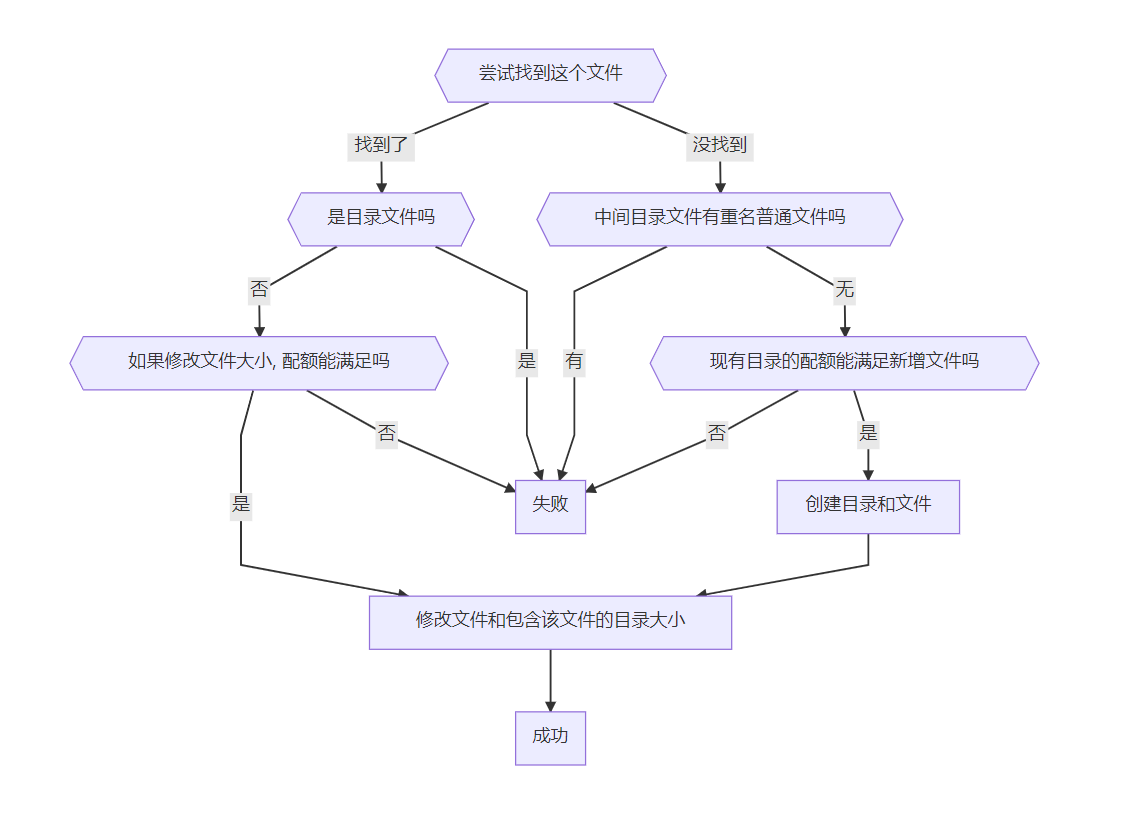 尝试找到这个文件
找到了
没找到
是目录文件吗
中间目录文件有重名普通文件吗
否
无
如果修改文件大小, 配额能满足吗
是
有
现有目录的配额能满足新增文件吗
否
否
是
是
失败
创建目录和文件
修改文件和包含该文件的目录大小
成功